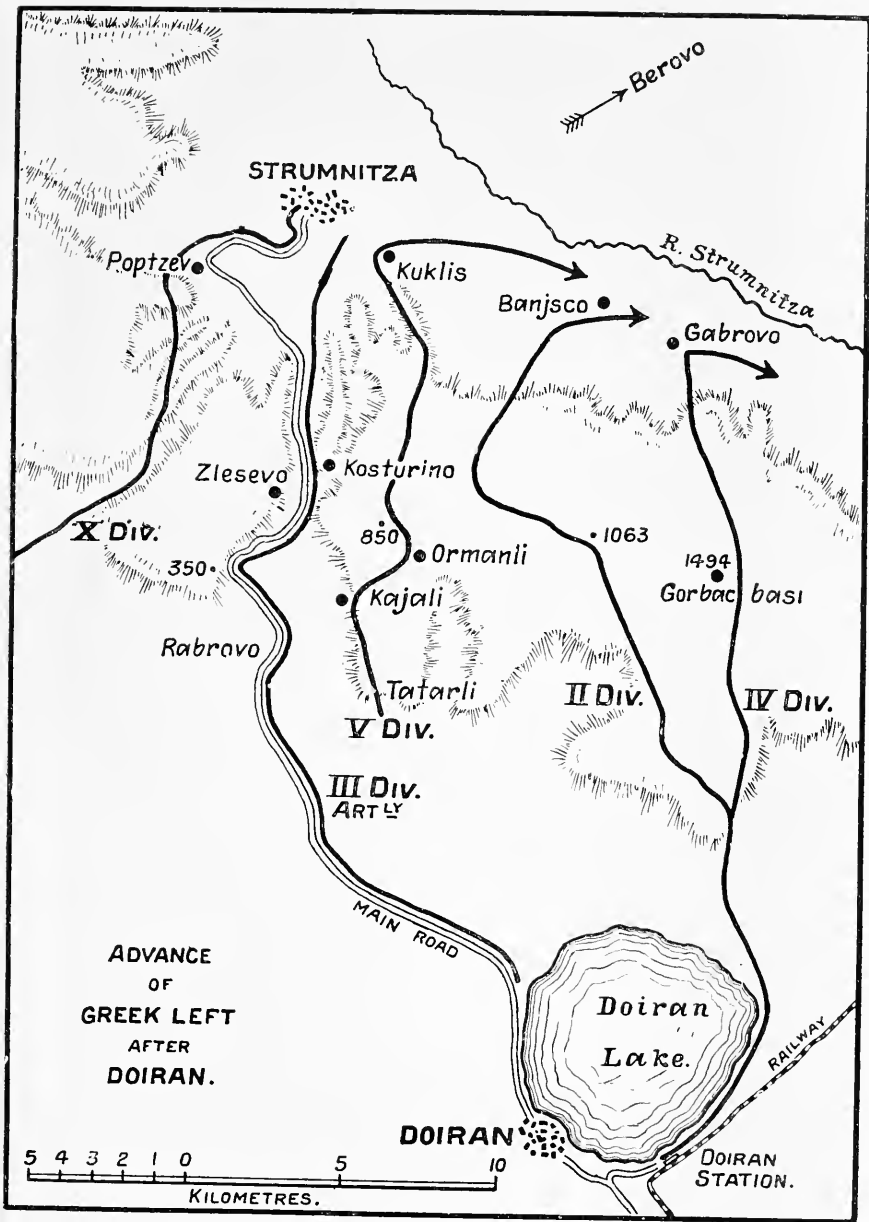 Berovo
STRUMNITZA
R. Strumnitza
Poptzev
Kuklis
Banjsco
Gabrovo
Zlesevo
Kosturino
X DIV.
850
Ormanli
1063
350
1494
Gorbac basi
Kajali
Rabrovo
Tatarli
V DIV.
II DIV.
IV DIV.
III DIV.
ARTLY
MAIN ROAD
ADVANCE
OF
GREEK LEFT
AFTER
DOIRAN.
Doiran
Lake.
RAILWAY
DOIRAN
DOIRAN
STATION.
5 4 3 2 1 0 5 10
KILOMETRES.